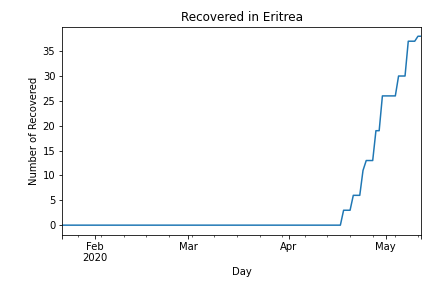 Recovered in Eritrea
Number of Recovered
35
30
25
20
15
10
5
0
Feb
2020
Mar
Apr
May
Day